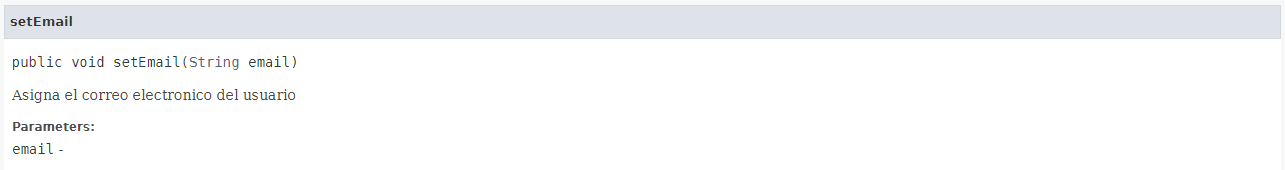 setEmail
public void setEmail(String email)
Asigna el correo electronico del usuario
Parameters:
email -